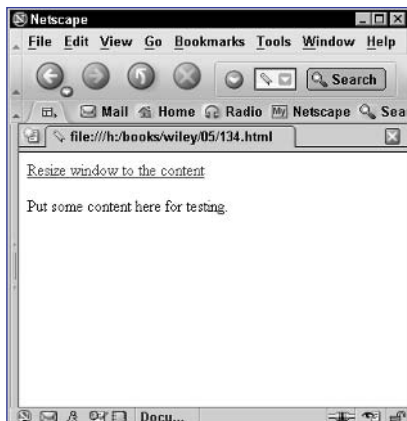 Netscape
File Edit View Go Bookmarks Tools Window Help
Search
Mail Home Radio My Netscape Sea
file:///h:/books/wiley/05/134.html
Resize window to the content
Put some content here for testing.
Docu...